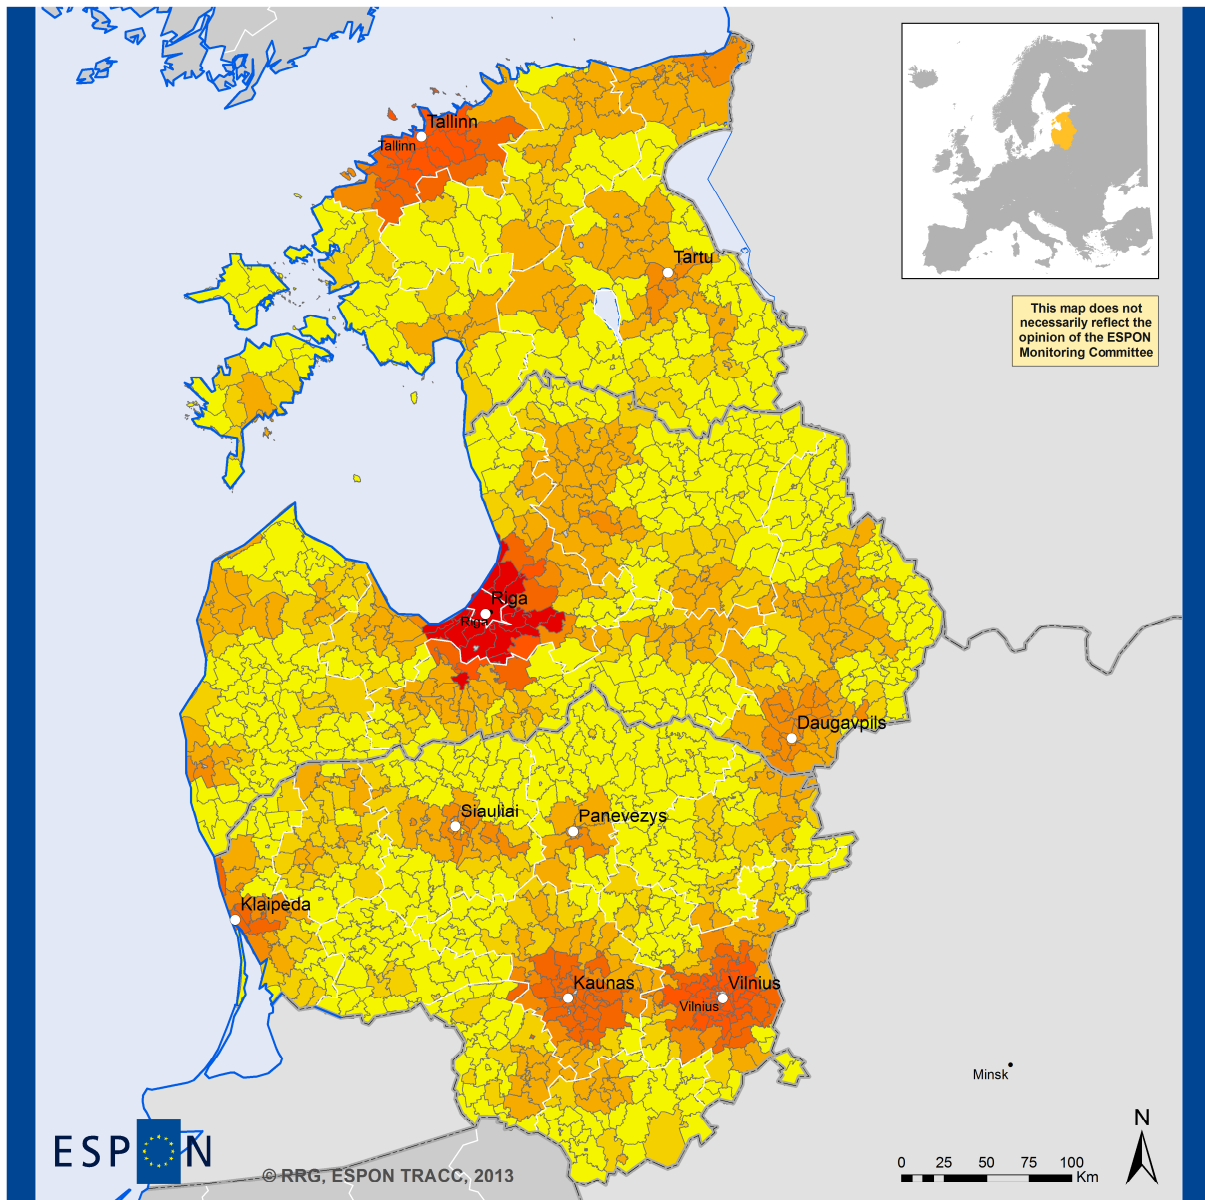 Tallinn
Tallinn
Tartu
This map does not
necessarily reflect the
opinion of the ESPON
Monitoring Committee
Riga
Riga
Daugavpils
Siauliai
Panevezys
Klaipeda
Kaunas
Vilnius
Vilnius
Minsk
N
ESPON
© RRG, ESPON TRACC, 2013
0 25 50 75 100
Km